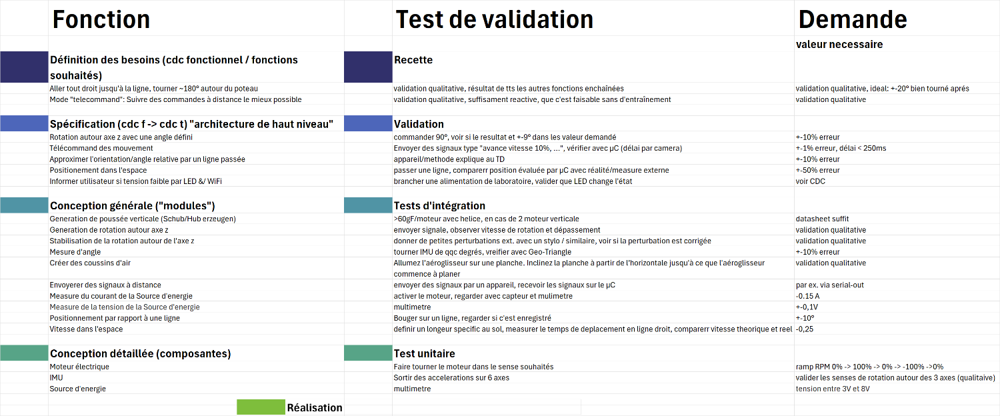 Fonction Test de validation Demande
valeur necessaire
Définition des besoins (cdc fonctionnel / fonctions souhaités) Recette
Aller tout droit jusqu'à la ligne, tourner ~180° autour du poteau validation qualitative, résultat de tts les autres fonctions enchaînées validation qualitative, ideal: +-20° bien tourné aprés
Mode "telecommand": Suivre des commandes à distance le mieux possible validation qualitative, suffisament reactive, que c'est faisable sans d'entraînement validation qualitative
Spécification (cdc f -> cdc t) "architecture de haut niveau" Validation
Rotation autour axe z avec une angle défini commander 90°, voir si le resultat et +-9° dans les valeur demandé +-10% erreur
Télécommand des mouvement Envoyer des signaux type "avance vitesse 10%, ...", vérifier avec µC (délai par camera) +-1% erreur, délai < 250ms
Approximer l'orientation/angle relative par un ligne passée appareil/methode explique au TD +-10% erreur
Positionement dans l'espace passer une ligne, comparerr position évaluée par µC avec réalité/measure externe +-50% erreur
Informer utilisateur si tension faible par LED &/ WiFi brancher une alimentation de laboratoire, valider que LED change l'état voir CDC
Conception générale ("modules") Tests d'intégration
Generation de poussée verticale (Schub/Hub erzeugen) >60gF/moteur avec helice, en cas de 2 moteur verticale datasheet suffit
Generation de rotation autour axe z envoyer signale, observer vitesse de rotation et dépassement validation qualitative
Stabilisation de la rotation autour de l'axe z donner de petites perturbations ext. avec un stylo / similaire, voir si la perturbation est corrigée validation qualitative
Mesure d'angle tourner IMU de qqc degrés, vreifier avec Geo-Triangle +-10% erreur
Créer des coussins d'air Allumez l'aéroglisseur sur une planche. Inclinez la planche à partir de l'horizontale jusqu'à ce que l'aéroglisseur commence à planer validation qualitative
Envoyerer des signaux à distance envoyer des signaux par un appareil, recevoir les signaux sur le µC par ex. via serial-out
Measure du courant de la Source d'energie activer le moteur, regarder avec capteur et mulimetre -0.15 A
Measure de la tension de la Source d'energie multimetre +-0,1V
Positionnement par rapport à une ligne Bouger sur un ligne, regarder si c'est enregistré +-10°
Vitesse dans l'espace definir un longeur specific au sol, measurer le temps de deplacement en ligne droit, comparerr vitesse theorique et reel -0,25
Conception détaillée (composantes) Test unitaire
Moteur électrique Faire tourner le moteur dans le sense souhaités ramp RPM 0% -> 100% -> 0% -> -100% ->0%
IMU Sortir des accelerations sur 6 axes valider les senses de rotation autour des 3 axes (qualitaive)
Source d'energie multimetre tension entre 3V et 8V
Réalisation